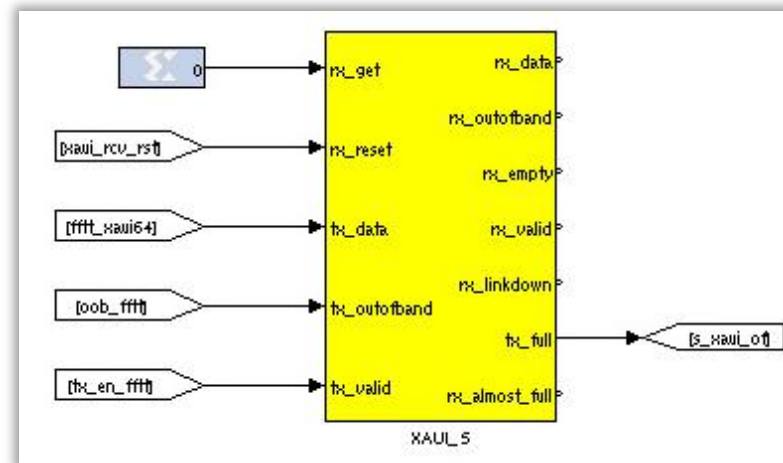 0
rx_get
rx_data
rx_outofband
[xaui_rcv_rst]
rx_reset
rx_empty
[ffft_xaui64]
tx_data
rx_valid
rx_linkdown
[oob_ffft]
tx_outofband
tx_full
[s_xaui_of]
[tx_en_ffft]
tx_valid
rx_almost_full
XAUI_S